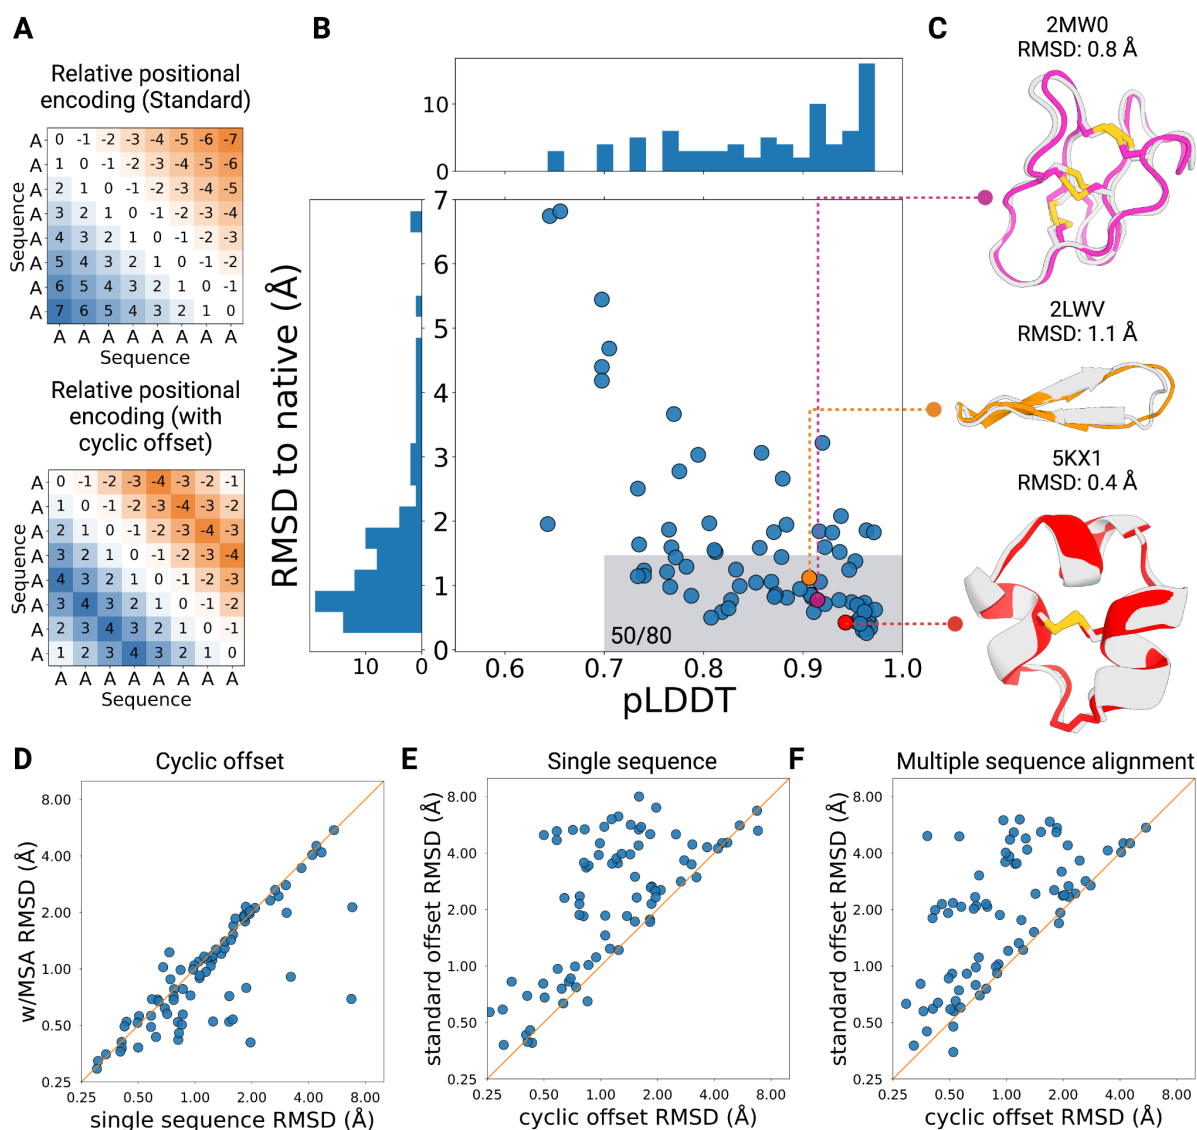 A
Relative positional
encoding (Standard)
A 0 -1 -2 -3 -4 -5 -6 -7
A 1 0 -1 -2 -3 -4 -5 -6
A 2 1 0 -1 -2 -3 -4 -5
A 3 2 1 0 -1 -2 -3 -4
A 4 3 2 1 0 -1 -2 -3
A 5 4 3 2 1 0 -1 -2
A 6 5 4 3 2 1 0 -1
A 7 6 5 4 3 2 1 0
A A A A A A A A
Sequence
Sequence
Relative positional
encoding (with
cyclic offset)
A 0 -1 -2 -3 -4 -3 -2 -1
A 1 0 -1 -2 -3 -4 -3 -2
A 2 1 0 -1 -2 -3 -4 -3
A 3 2 1 0 -1 -2 -3 -4
A 4 3 2 1 0 -1 -2 -3
A 3 4 3 2 1 0 -1 -2
A 2 3 4 3 2 1 0 -1
A 1 2 3 4 3 2 1 0
A A A A A A A A
Sequence
Sequence
B
10
0
RMSD to native (Å)
7
6
5
4
3
2
1
0
10 0
0.6 0.7 0.8 0.9 1.0
pLDDT
50/80
C
2MW0
RMSD: 0.8 Å
2LWV
RMSD: 1.1 Å
5KX1
RMSD: 0.4 Å
D
Cyclic offset
w/MSA RMSD (Å)
8.00
4.00
2.00
1.00
0.50
0.25
0.25 0.50 1.00 2.00 4.00 8.00
single sequence RMSD (Å)
E
Single sequence
standard offset RMSD (Å)
8.00
4.00
2.00
1.00
0.50
0.25
0.25 0.50 1.00 2.00 4.00 8.00
cyclic offset RMSD (Å)
F
Multiple sequence alignment
standard offset RMSD (Å)
8.00
4.00
2.00
1.00
0.50
0.25
0.25 0.50 1.00 2.00 4.00 8.00
cyclic offset RMSD (Å)